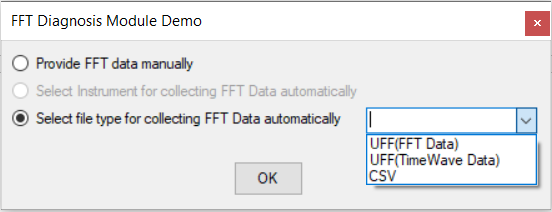 FFT Diagnosis Module Demo
Provide FFT data manually
Select Instrument for collecting FFT Data automatically
Select file type for collecting FFT Data automatically
UFF(FFT Data)
UFF(TimeWave Data)
CSV
OK